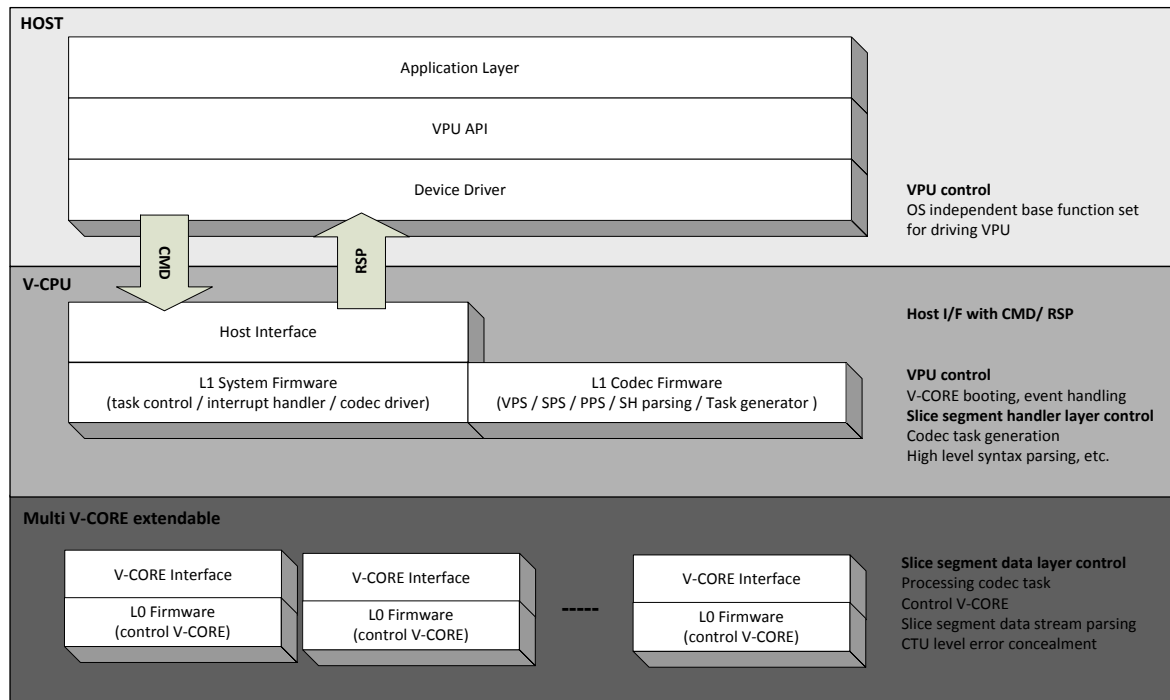 HOST
Application Layer
VPU API
Device Driver
VPU control
OS independent base function set
for driving VPU
CMD
RSP
V-CPU
Host Interface
Host I/F with CMD/ RSP
L1 System Firmware
(task control / interrupt handler / codec driver)
L1 Codec Firmware
(VPS / SPS / PPS / SH parsing / Task generator )
VPU control
V-CORE booting, event handling
Slice segment handler layer control
Codec task generation
High level syntax parsing, etc.
Multi V-CORE extendable
V-CORE Interface
L0 Firmware
(control V-CORE)
V-CORE Interface
L0 Firmware
(control V-CORE)
-----
V-CORE Interface
L0 Firmware
(control V-CORE)
Slice segment data layer control
Processing codec task
Control V-CORE
Slice segment data stream parsing
CTU level error concealment